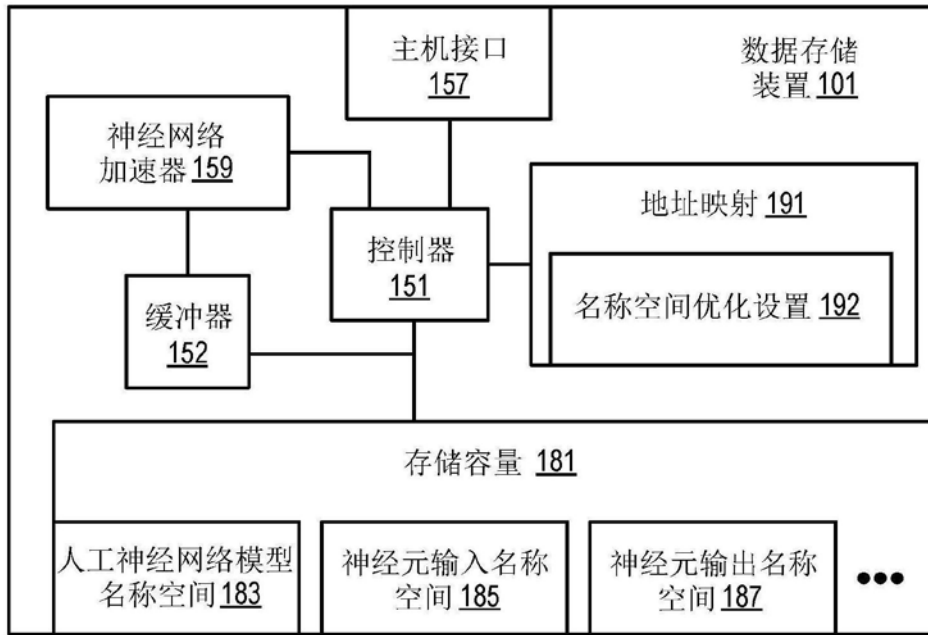 主机接口
157
数据存储
装置 101
神经网络
加速器 159
地址映射 191
控制器
151
名称空间优化设置 192
缓冲器
152
存储容量 181
人工神经网络模型
名称空间 183
神经元输入名称
空间 185
神经元输出名称
空间 187
•••